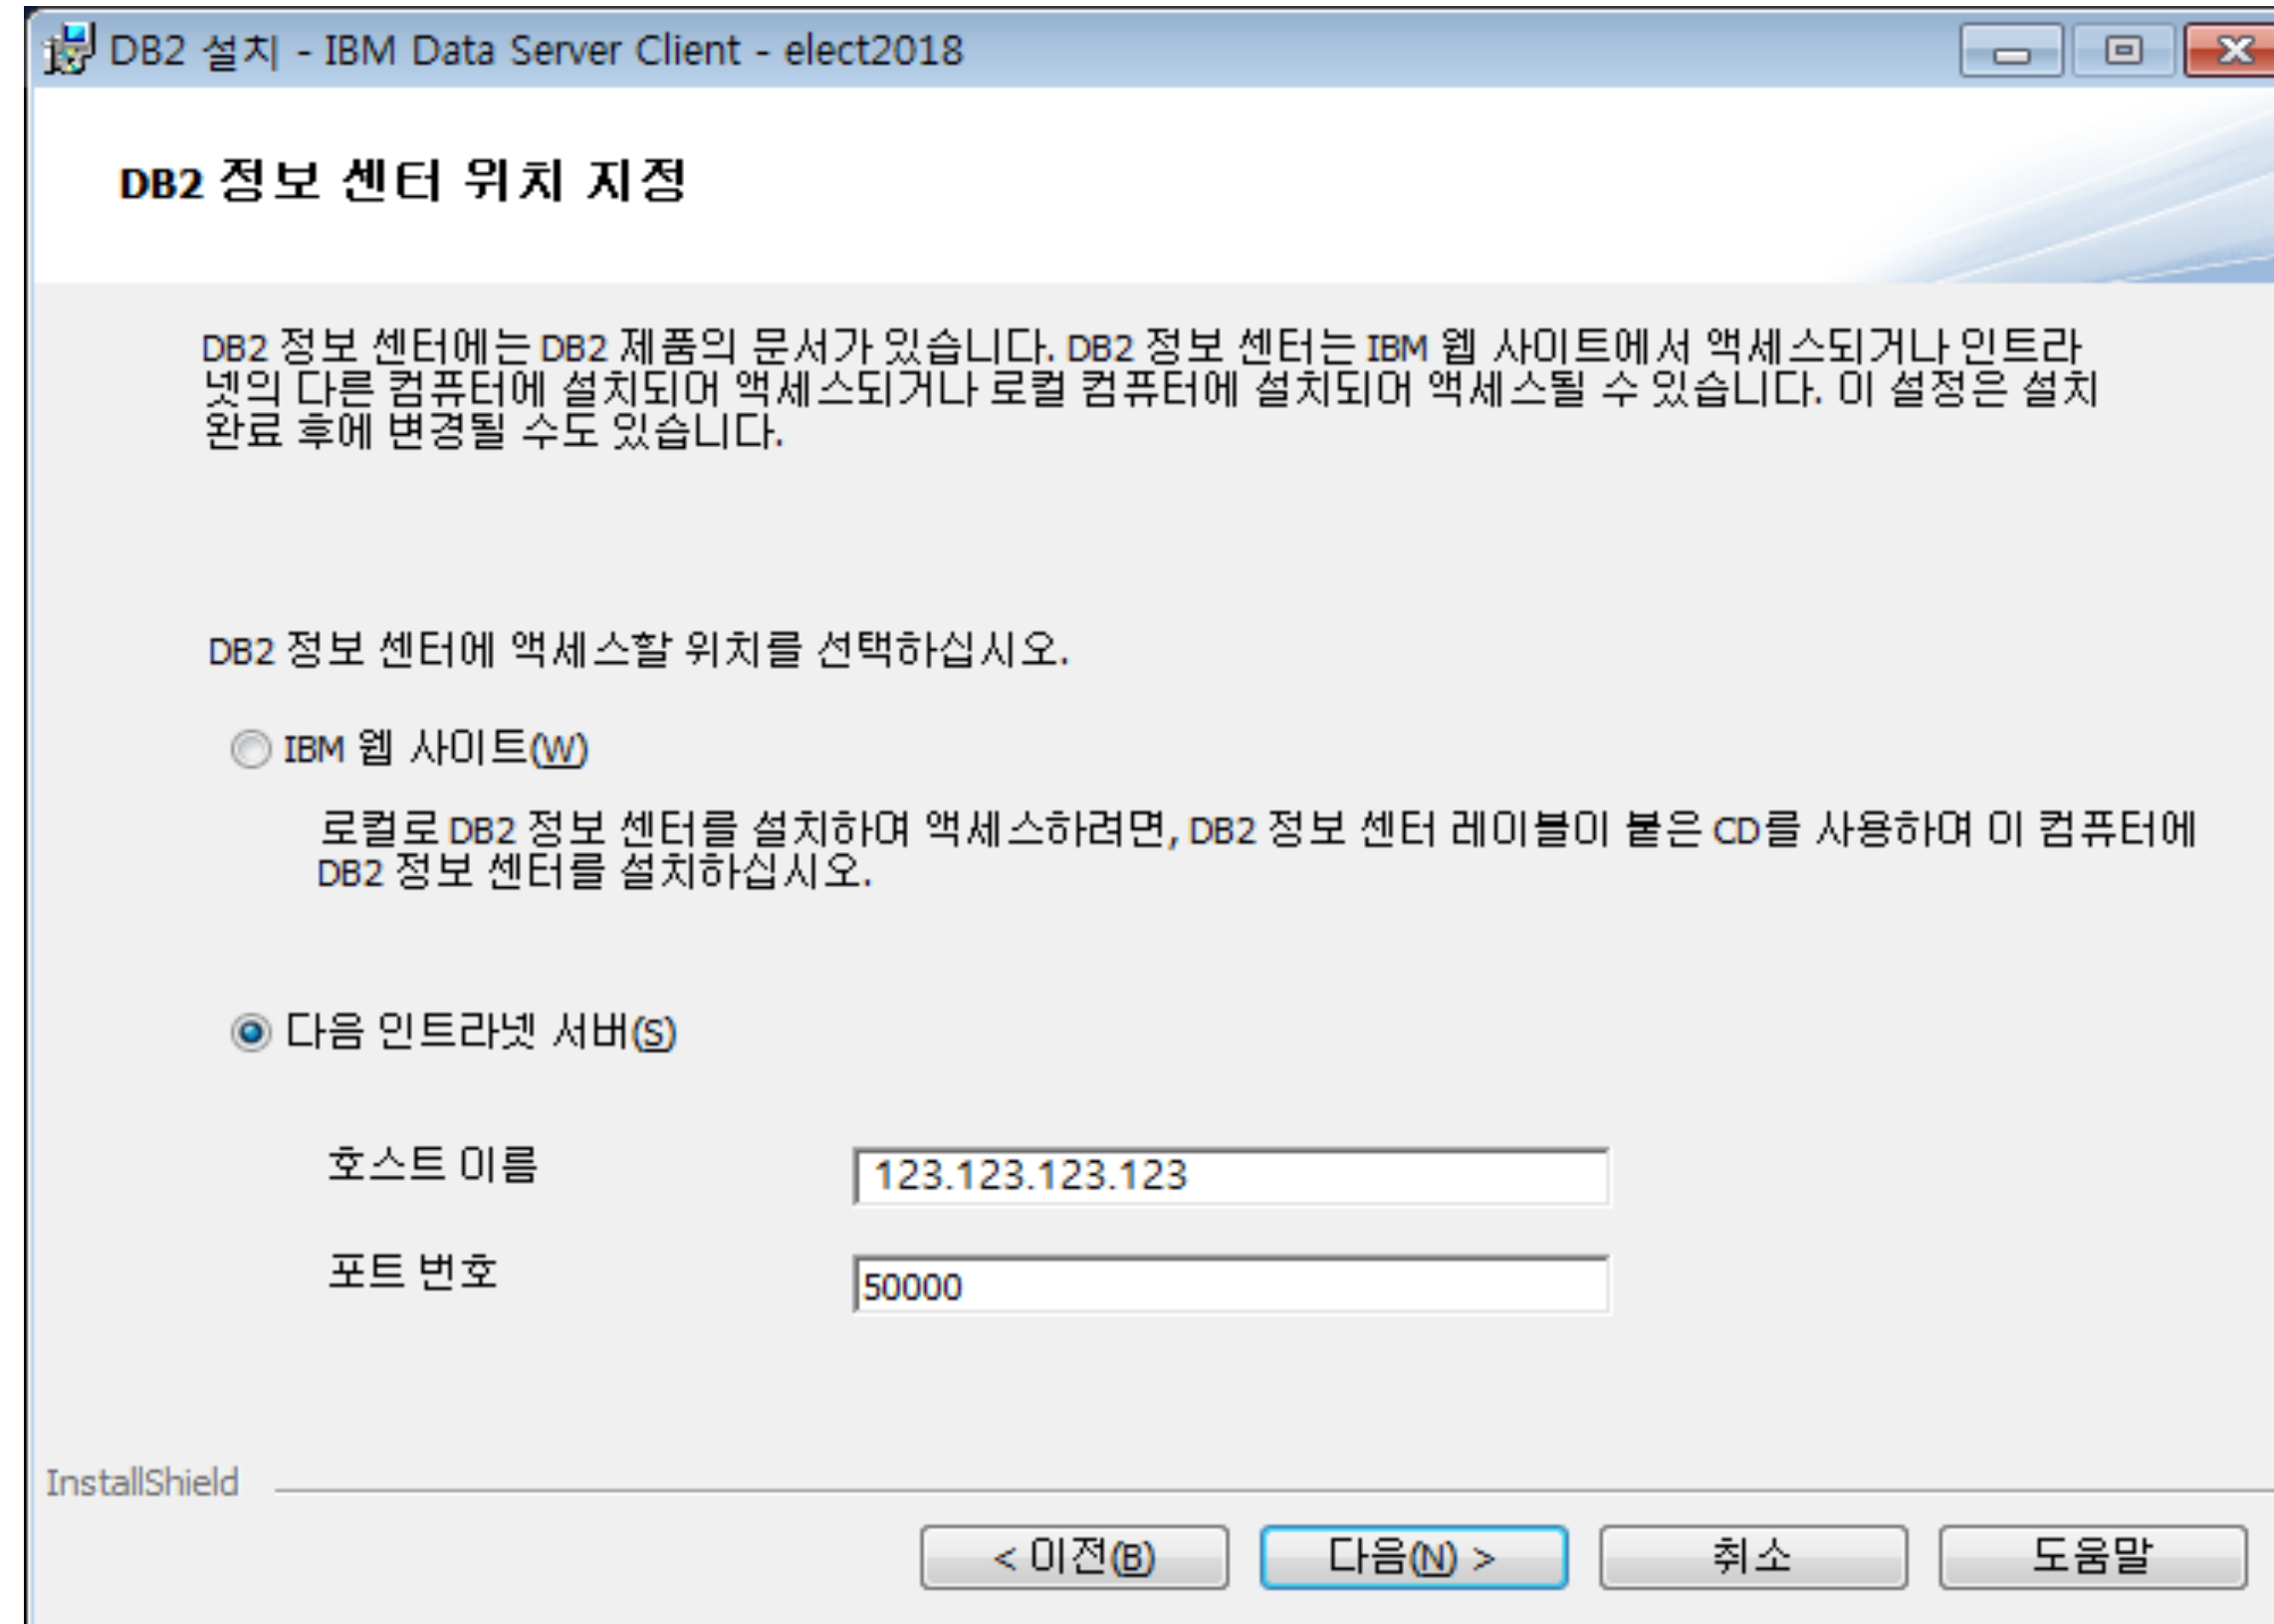 DB2 설치 - IBM Data Server Client - elect2018
DB2 정보 센터 위치 지정
DB2 정보 센터에는 DB2 제품의 문서가 있습니다. DB2 정보 센터는 IBM 웹 사이트에서 액세스되거나 인트라
넷의 다른 컴퓨터에 설치되어 액세스되거나 로컬 컴퓨터에 설치되어 액세스될 수 있습니다. 이 설정은 설치
완료 후에 변경될 수도 있습니다.
DB2 정보 센터에 액세스할 위치를 선택하십시오.
IBM 웹 사이트(W)
로컬로 DB2 정보 센터를 설치하여 액세스하려면, DB2 정보 센터 레이블이 붙은 CD를 사용하여 이 컴퓨터에
DB2 정보 센터를 설치하십시오.
다음 인트라넷 서버(S)
호스트 이름
123.123.123.123
포트 번호
50000
InstallShield
< 이전(B) 다음(N) > 취소 도움말